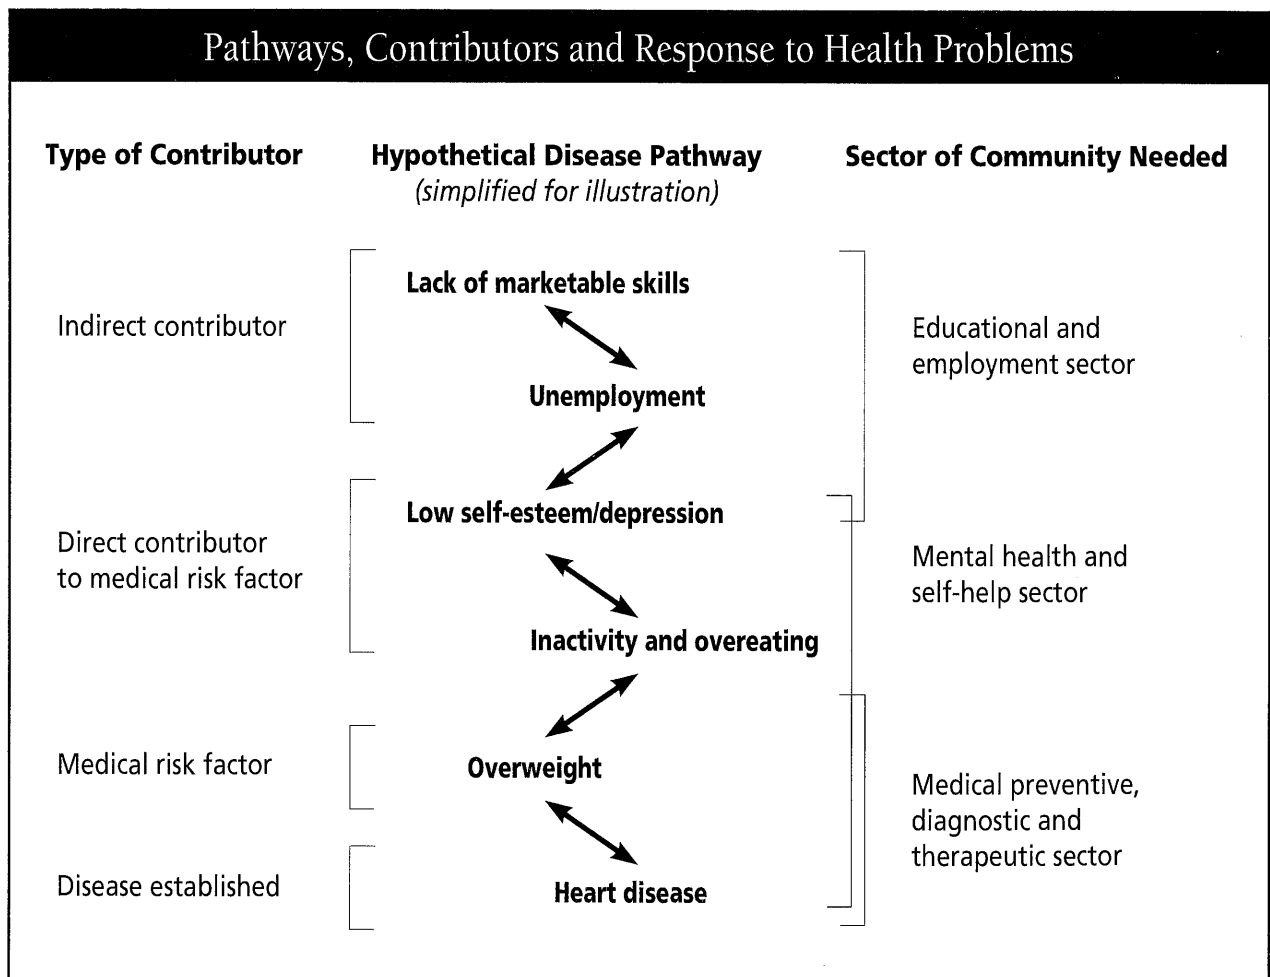 Pathways, Contributors and Response to Health Problems
Type of Contributor
Hypothetical Disease Pathway
(simplified for illustration)
Sector of Community Needed
Lack of marketable skills
Indirect contributor
Educational and
employment sector
Unemployment
Low self-esteem/depression
Direct contributor
to medical risk factor
Mental health and
self-help sector
Inactivity and overeating
Medical risk factor
Overweight
Medical preventive,
diagnostic and
therapeutic sector
Disease established
Heart disease